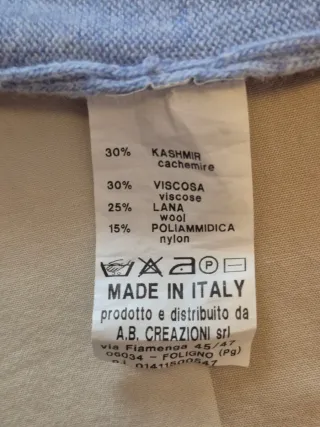 30% KASHMIR
cachemire
30% VISCOSA
viscose
25% LANA
wool
15% POLIAMMIDICA
nylon
P
MADE IN ITALY
prodotto e distribuito da
A.B. CREAZIONI srl
via Fiamenga 45/47
06034 - FOLIGNO (Pg)
P.I. 01411500547